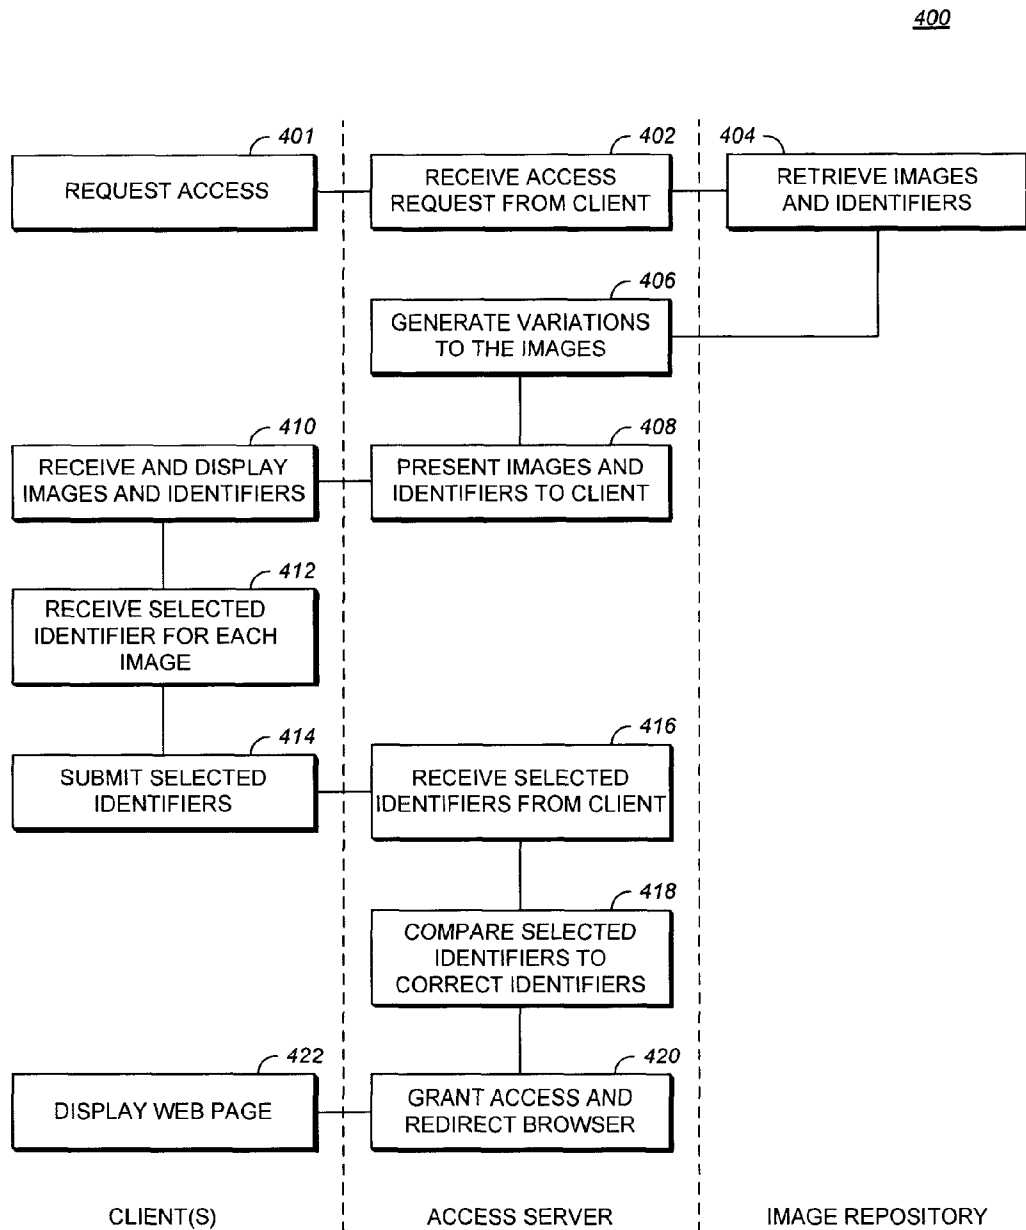 400
401
REQUEST ACCESS
402
RECEIVE ACCESS
REQUEST FROM CLIENT
404
RETRIEVE IMAGES
AND IDENTIFIERS
406
GENERATE VARIATIONS
TO THE IMAGES
410
RECEIVE AND DISPLAY
IMAGES AND IDENTIFIERS
408
PRESENT IMAGES AND
IDENTIFIERS TO CLIENT
412
RECEIVE SELECTED
IDENTIFIER FOR EACH
IMAGE
414
SUBMIT SELECTED
IDENTIFIERS
416
RECEIVE SELECTED
IDENTIFIERS FROM CLIENT
418
COMPARE SELECTED
IDENTIFIERS TO
CORRECT IDENTIFIERS
422
DISPLAY WEB PAGE
420
GRANT ACCESS AND
REDIRECT BROWSER
CLIENT(S)
ACCESS SERVER
IMAGE REPOSITORY